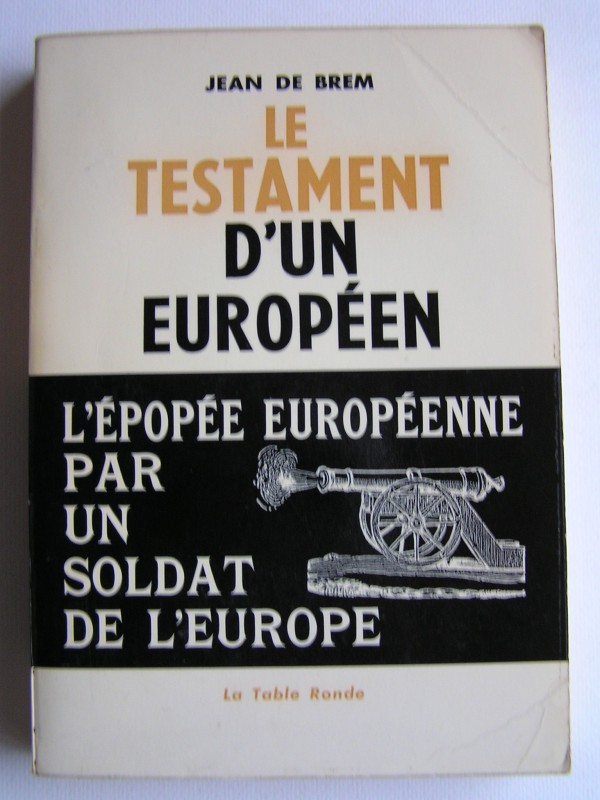 JEAN DE BREM
LE
TESTAMENT
D'UN
EUROPÉEN
L'ÉPOPÉE EUROPÉENNE
PAR
UN
SOLDAT
DE L'EUROPE
La Table Ronde